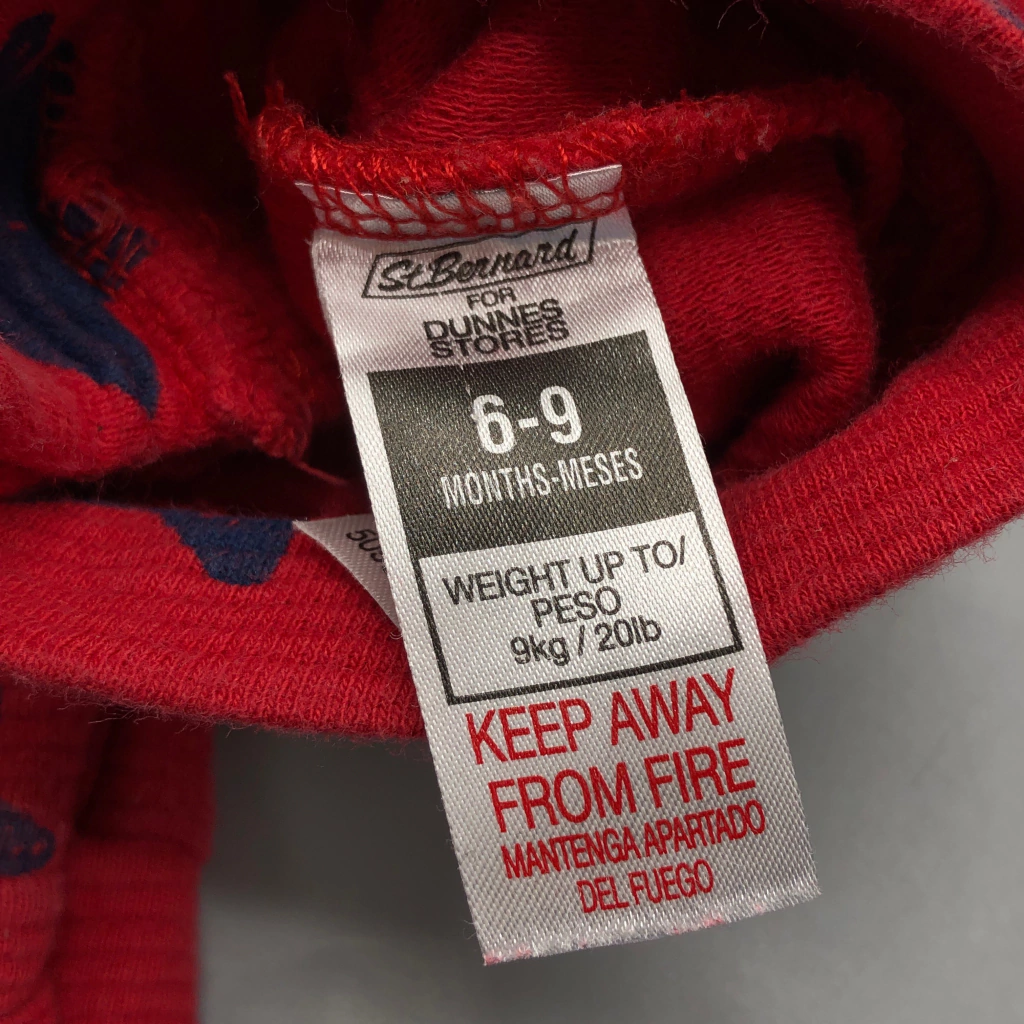 St Bernard
FOR
DUNNES
STORES
6-9
MONTHS-MESES
WEIGHT UP TO/
PESO
9kg / 20lb
KEEP AWAY
FROM FIRE
MANTENGA APARTADO
DEL FUEGO